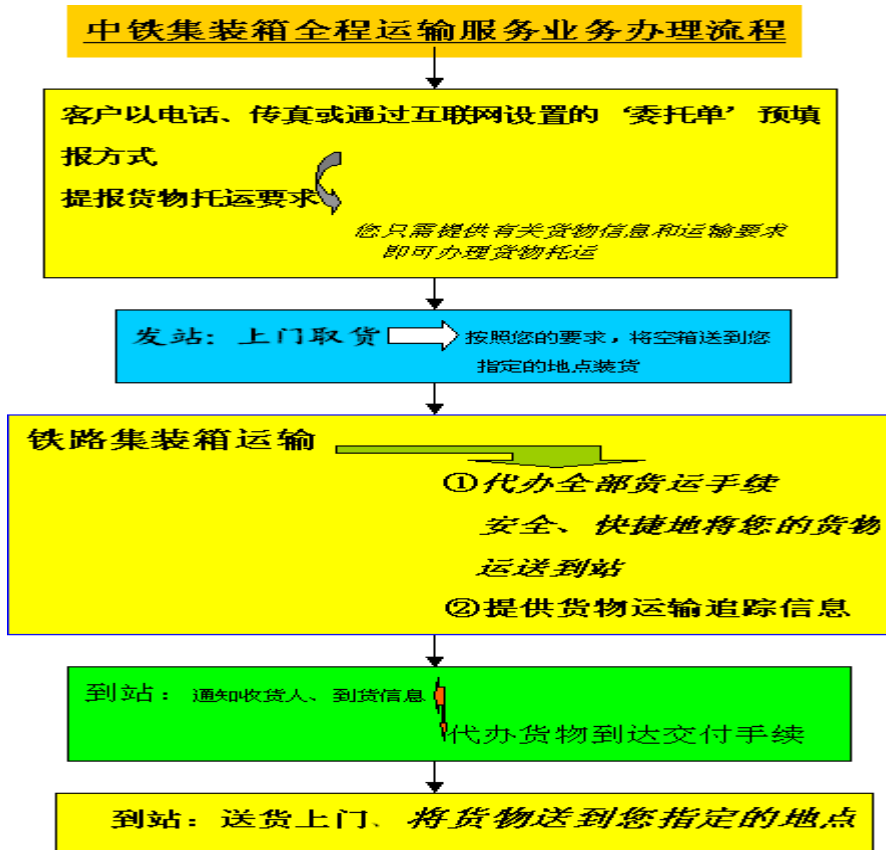 中铁集装箱全程运输服务业务办理流程
客户以电话、传真或通过互联网设置的‘委托单’预填
报方式
提报货物托运要求
您只需提供有关货物信息和运输要求
即可办理货物托运
发站：上门取货
按照您的要求，将空箱送到您
指定的地点装货
铁路集装箱运输
①代办全部货运手续
安全、快捷地将您的货物
运送到站
②提供货物运输追踪信息
到站：通知收货人、到货信息
代办货物到达交付手续
到站：送货上门、将货物送到您指定的地点